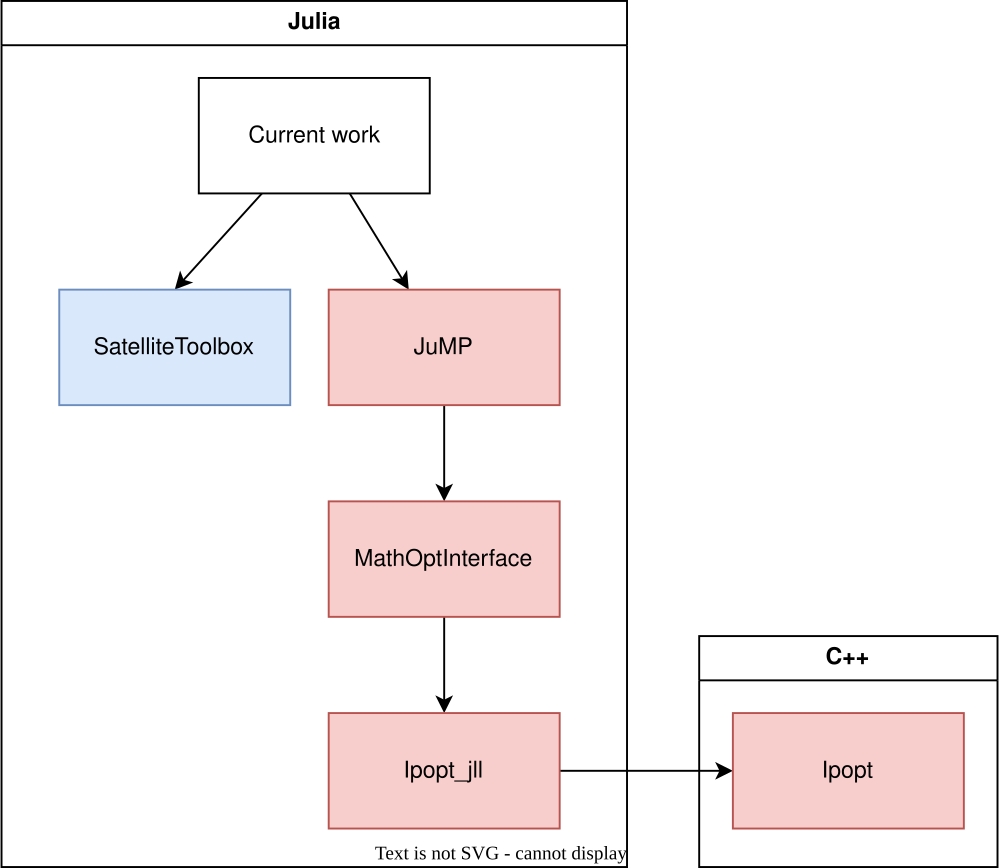 Julia
Current work
SatelliteToolbox
JuMP
MathOptInterface
C++
Ipopt_jll
Ipopt
Text is not SVG - cannot display